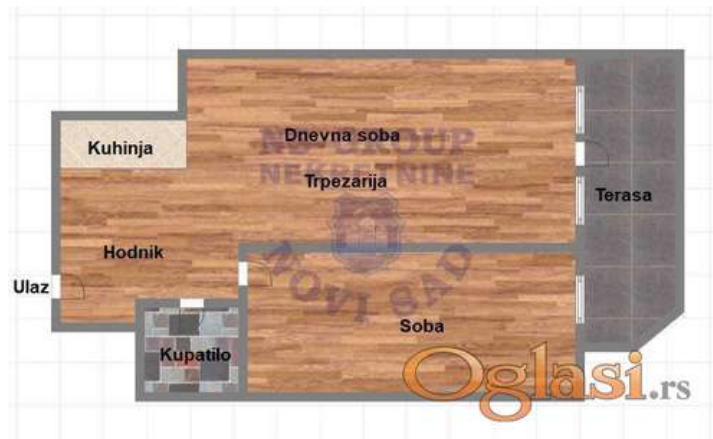 Dnevna soba
Kuhinja
NS-GROUP
NEKRETNINE
Trpezarija
Terasa
Hodnik
NOVI SAD
Ulaz
Soba
Kupatilo
Oglasi.rs